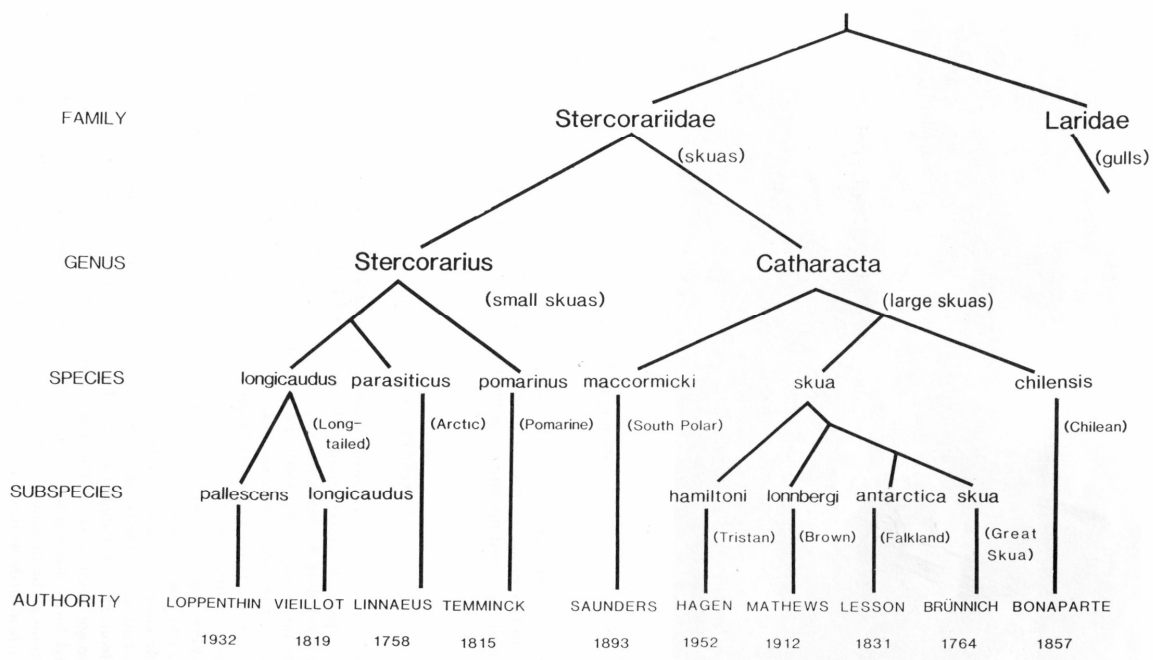 FAMILY
Stercorariidae
Laridae
(skuas)
(gulls)
GENUS
Stercorarius
Catharacta
(small skuas)
(large skuas)
SPECIES
longicaudus
parasiticus
pomarinus
maccormicki
skua
chilensis
(Long-
tailed)
(Arctic)
(Pomarine)
(South Polar)
(Chilean)
SUBSPECIES
pallescens
longicaudus
hamiltoni
lonnbergi
antarctica
skua
(Tristan)
(Brown)
(Falkland)
(Great
Skua)
AUTHORITY
LOPPENTHIN
VIEILLOT
LINNAEUS
TEMMINCK
SAUNDERS
HAGEN
MATHEWS
LESSON
BRÜNNICH
BONAPARTE
1932
1819
1758
1815
1893
1952
1912
1831
1764
1857